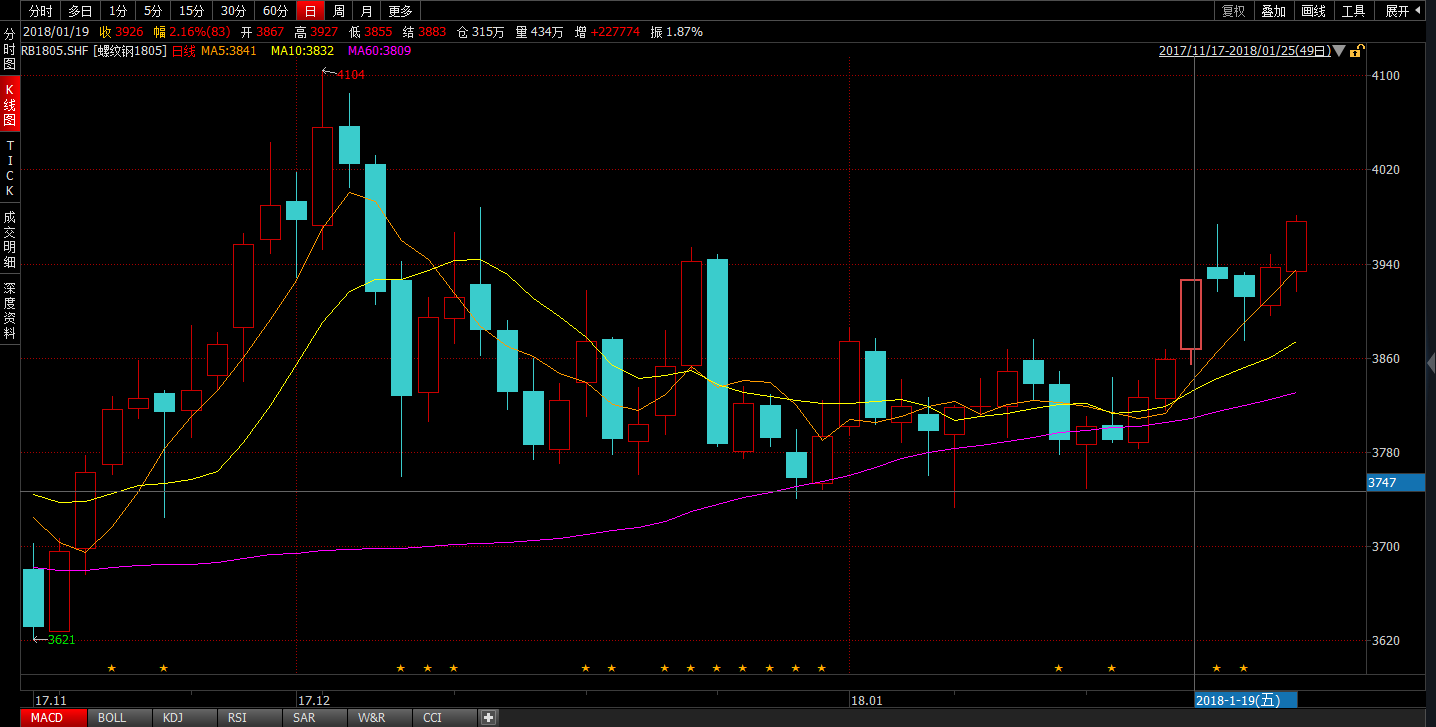 分时 多日 1分 5分 15分 30分 60分 日 周 月 更多 复权 叠加 画线 工具 展开
2018/01/19 收 3926 幅 2.16%(83) 开 3867 高 3927 低 3855 结 3883 仓 315万 量 434万 增 +227774 振 1.87%
RB1805.SHF [螺纹钢1805] 日线 MA5:3841 MA10:3832 MA60:3809 2017/11/17-2018/01/25(49日)
分时图
K线图
TICK
成交明细
深度资料
4104
4100
4020
3940
3860
3780
3747
3700
3621
3620
17.11 17.12 18.01 2018-1-19(五)
MACD BOLL KDJ RSI SAR W&R CCI